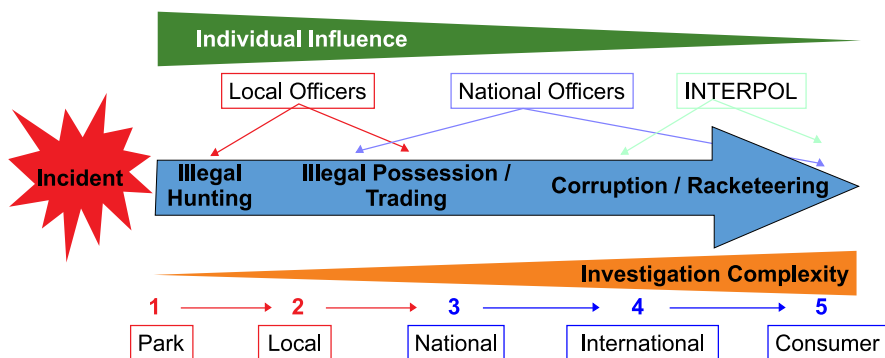 Individual Influence
Local Officers
National Officers
INTERPOL
Incident
Illegal
Hunting
Illegal Possession /
Trading
Corruption / Racketeering
Investigation Complexity
1
2
3
4
5
Park
Local
National
International
Consumer